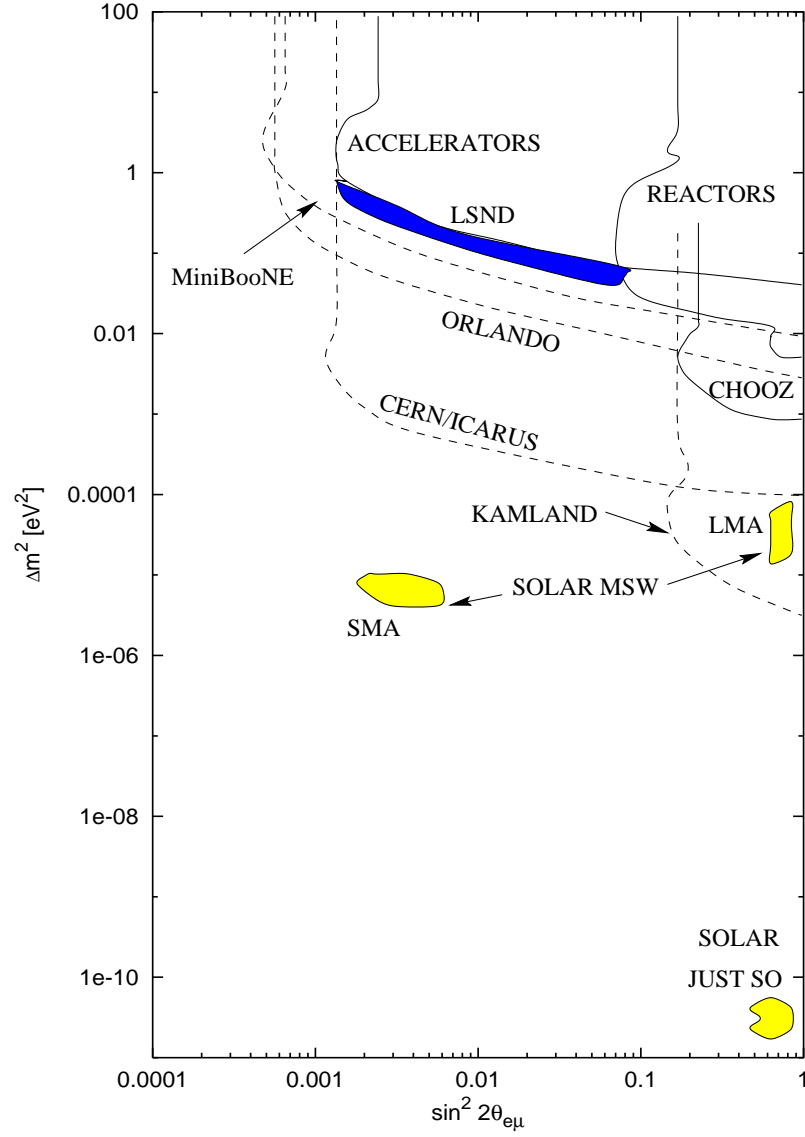 100
1
0.01
0.0001
1e-06
1e-08
1e-10
Δm² [eV²]
ACCELERATORS
REACTORS
LSND
MiniBooNE
ORLANDO
CHOOZ
CERN/ICARUS
KAMLAND
LMA
SOLAR MSW
SMA
SOLAR
JUST SO
0.0001 0.001 0.01 0.1 1
sin² 2θeμ